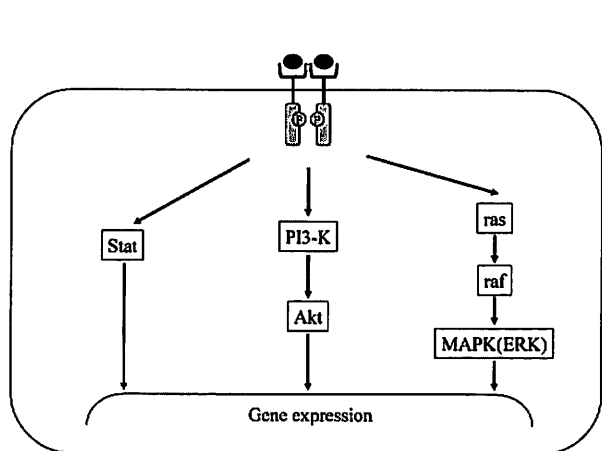 P P
ras
Stat
PI3-K
raf
Akt
MAPK(ERK)
Gene expression